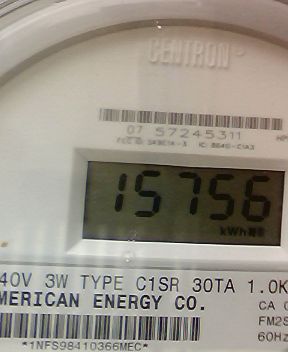 CENTRON
07 57245311
15756
kWh
40V 3W TYPE C1SR 30TA 1.0K
MERICAN ENERGY CO.
CA
FM2S
60Hz
*1NFS98410366MEC*